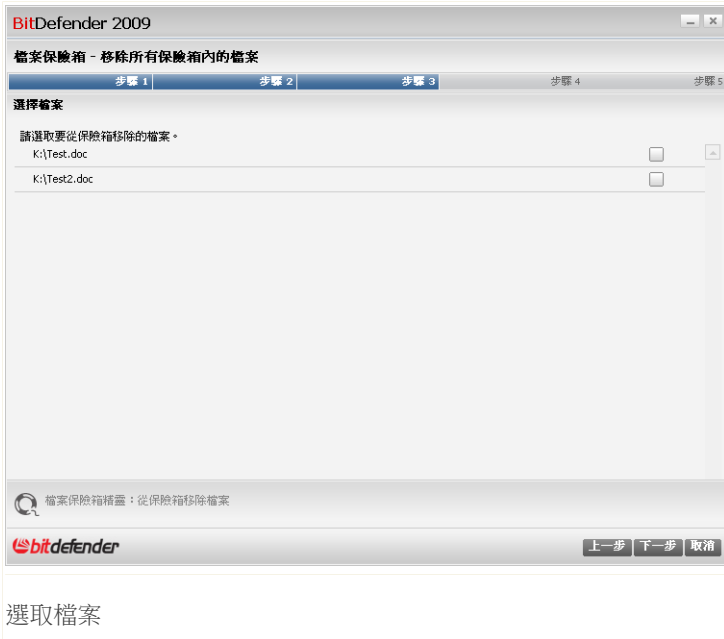 BitDefender 2009
檔案保險箱 - 移除所有保險箱內的檔案
步驟 1 步驟 2 步驟 3 步驟 4 步驟 5
選擇檔案
請選取要從保險箱移除的檔案。
K:\Test.doc
K:\Test2.doc
檔案保險箱精靈：從保險箱移除檔案
bitdefender
上一步 下一步 取消
選取檔案